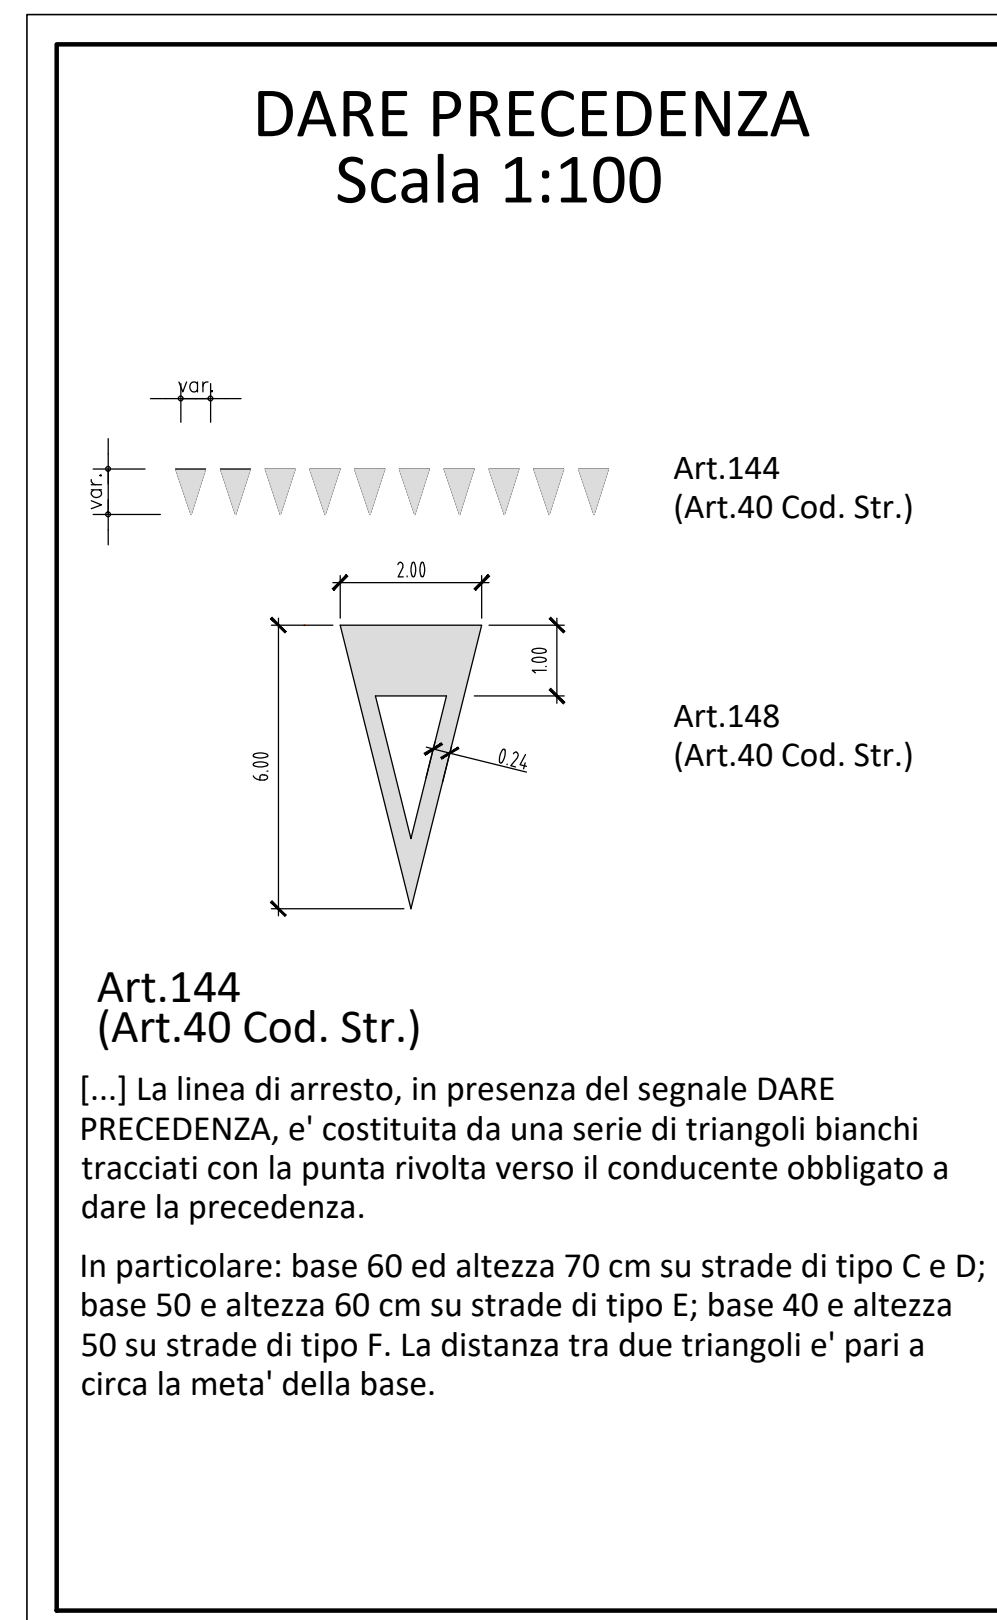 DARE PRECEDENZA
Scala 1:100
var.
var.
Art.144
(Art.40 Cod. Str.)
2.00
1.00
6.00
0.24
Art.148
(Art.40 Cod. Str.)
Art.144
(Art.40 Cod. Str.)
[...] La linea di arresto, in presenza del segnale DARE
PRECEDENZA, e' costituita da una serie di triangoli bianchi
tracciati con la punta rivolta verso il conducente obbligato a
dare la precedenza.
In particolare: base 60 ed altezza 70 cm su strade di tipo C e D;
base 50 e altezza 60 cm su strade di tipo E; base 40 e altezza
50 su strade di tipo F. La distanza tra due triangoli e' pari a
circa la meta' della base.